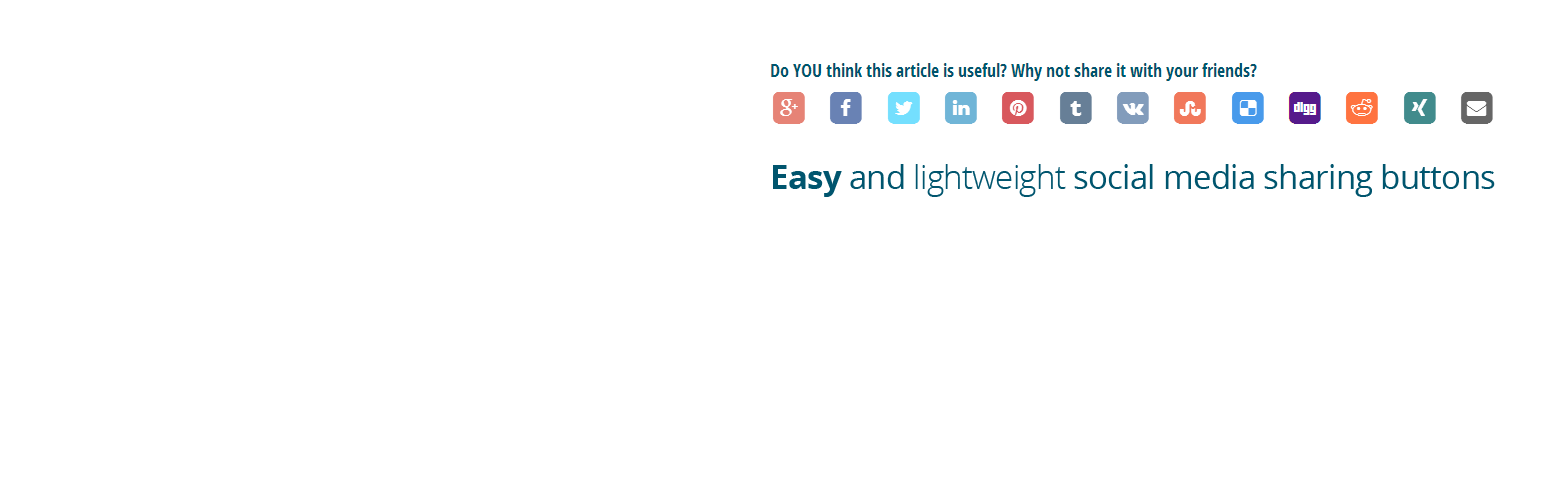 Do YOU think this article is useful? Why not share it with your friends?
g+ f in t digg
Easy and lightweight social media sharing buttons